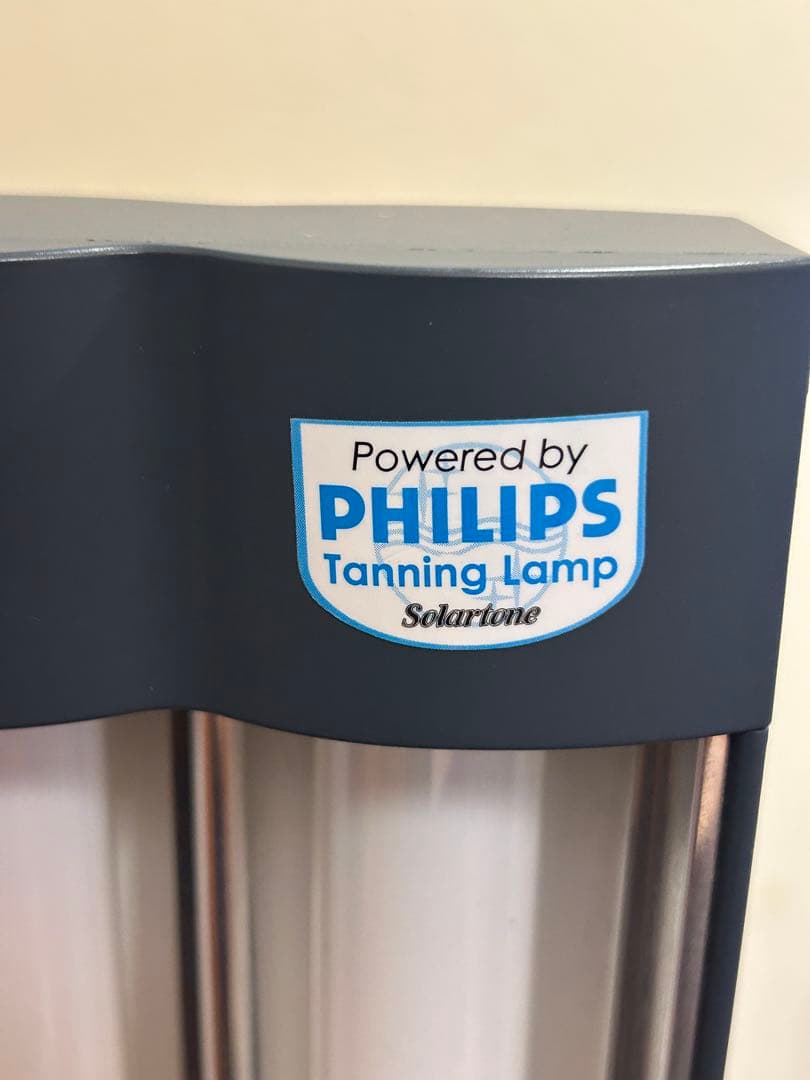 Powered by
PHILIPS
Tanning Lamp
Solartone